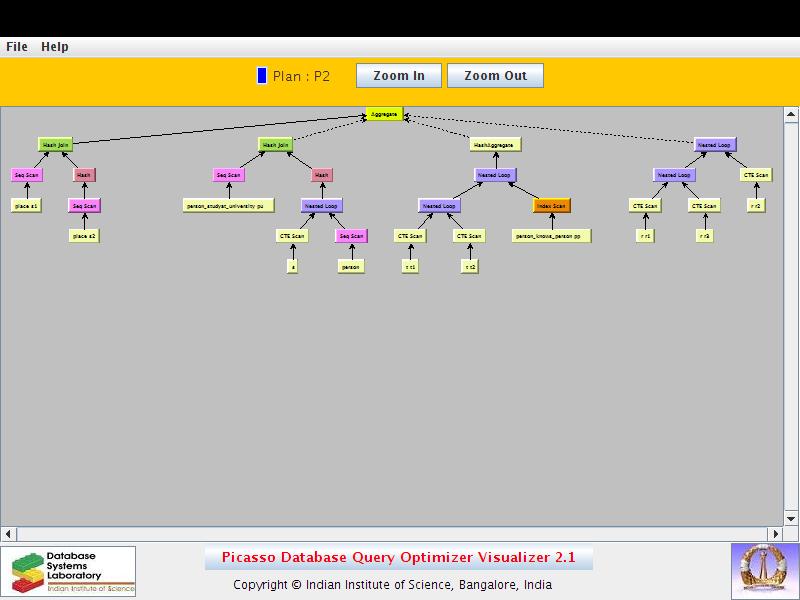 File Help
Plan : P2 Zoom In Zoom Out
Aggregate
Hash Join Hash Join HashAggregate Nested Loop
Seq Scan Hash Seq Scan Hash Nested Loop Nested Loop CTE Scan
place s1 Seq Scan person_studyat_university pu Nested Loop Nested Loop Index Scan CTE Scan CTE Scan r r2
place s2 CTE Scan Seq Scan CTE Scan CTE Scan person_knows_person pp r r1 r r3
s person t t1 t t2
Database
Systems
Laboratory
Indian Institute of Science
Picasso Database Query Optimizer Visualizer 2.1
Copyright © Indian Institute of Science, Bangalore, India